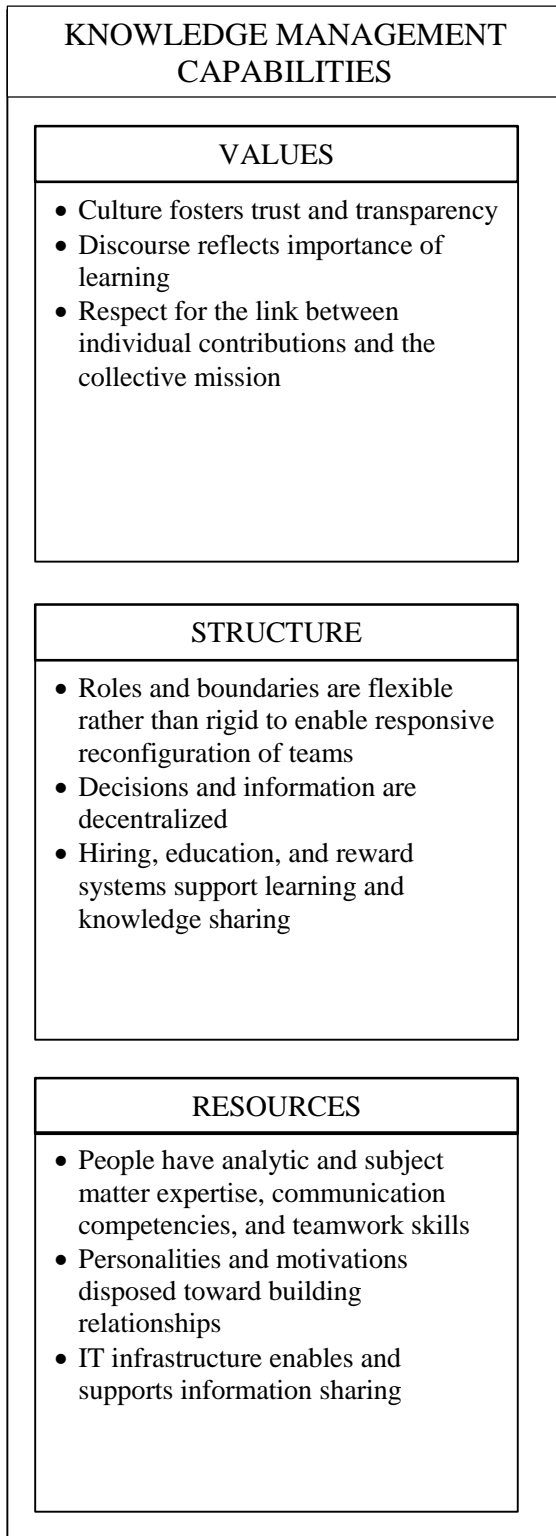 KNOWLEDGE MANAGEMENT
CAPABILITIES
VALUES
• Culture fosters trust and transparency
• Discourse reflects importance of
learning
• Respect for the link between
individual contributions and the
collective mission
STRUCTURE
• Roles and boundaries are flexible
rather than rigid to enable responsive
reconfiguration of teams
• Decisions and information are
decentralized
• Hiring, education, and reward
systems support learning and
knowledge sharing
RESOURCES
• People have analytic and subject
matter expertise, communication
competencies, and teamwork skills
• Personalities and motivations
disposed toward building
relationships
• IT infrastructure enables and
supports information sharing